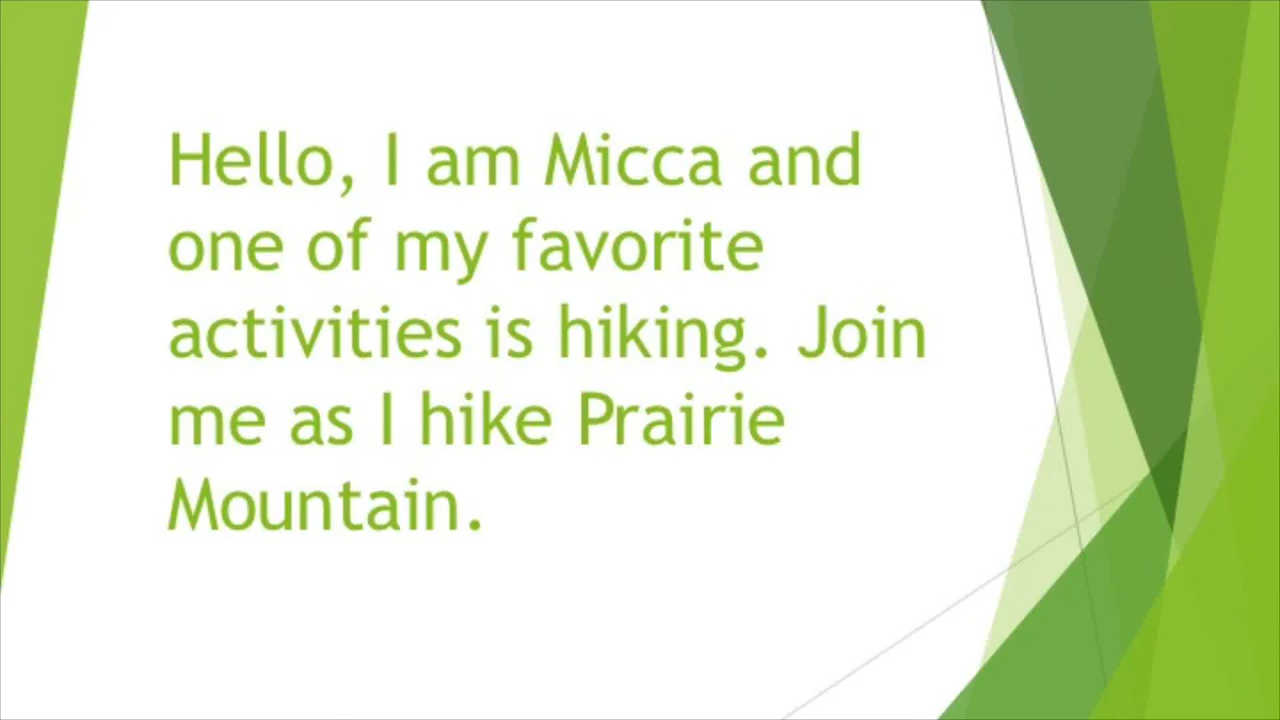 Hello, I am Micca and
one of my favorite
activities is hiking. Join
me as I hike Prairie
Mountain.